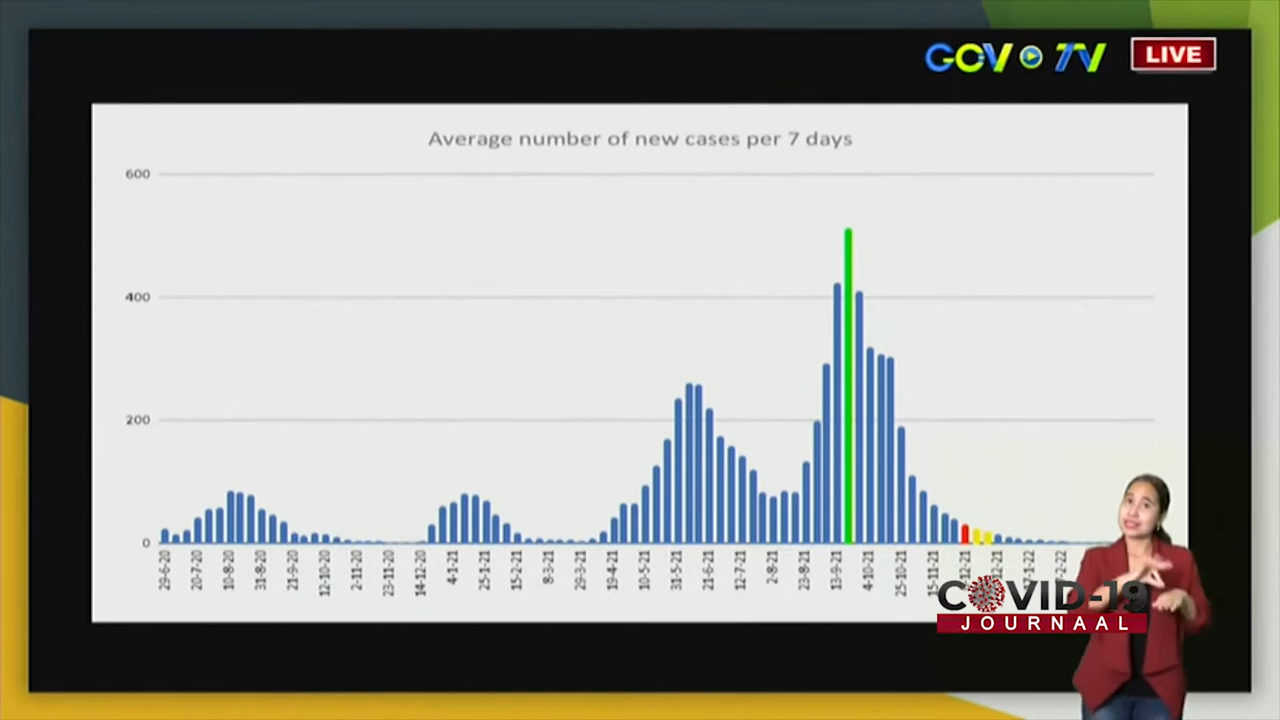 GOV TV LIVE
Average number of new cases per 7 days
600
400
200
0
29-6-20 20-7-20 10-8-20 31-8-20 21-9-20 12-10-20 2-11-20 23-11-20 14-12-20 4-1-21 25-1-21 15-2-21 8-3-21 29-3-21 19-4-21 10-5-21 31-5-21 21-6-21 12-7-21 2-8-21 23-8-21 13-9-21 4-10-21 25-10-21 15-11-21
COVID-19
JOURNAAL